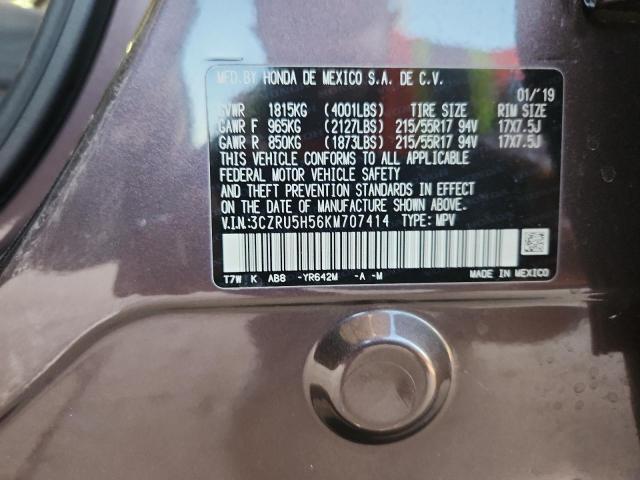 MFD.BY HONDA DE MEXICO S.A. DE C.V.
01/'19
GVWR 1815KG (4001LBS) TIRE SIZE RIM SIZE
GAWR F 965KG (2127LBS) 215/55R17 94V 17X7.5J
GAWR R 850KG (1873LBS) 215/55R17 94V 17X7.5J
THIS VEHICLE CONFORMS TO ALL APPLICABLE
FEDERAL MOTOR VEHICLE SAFETY
AND THEFT PREVENTION STANDARDS IN EFFECT
ON THE DATE OF MANUFACTURE SHOWN ABOVE.
V.I.N.:3CZRU5H56KM707414 TYPE: MPV
T7W K AB8 -YR642M -A -M MADE IN MEXICO